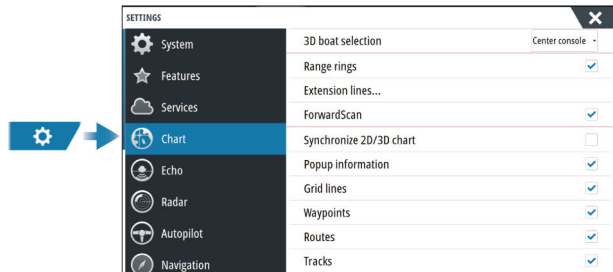 SETTINGS
System
Features
Services
Chart
Echo
Radar
Autopilot
Navigation
3D boat selection Center console
Range rings
Extension lines...
ForwardScan
Synchronize 2D/3D chart
Popup information
Grid lines
Waypoints
Routes
Tracks